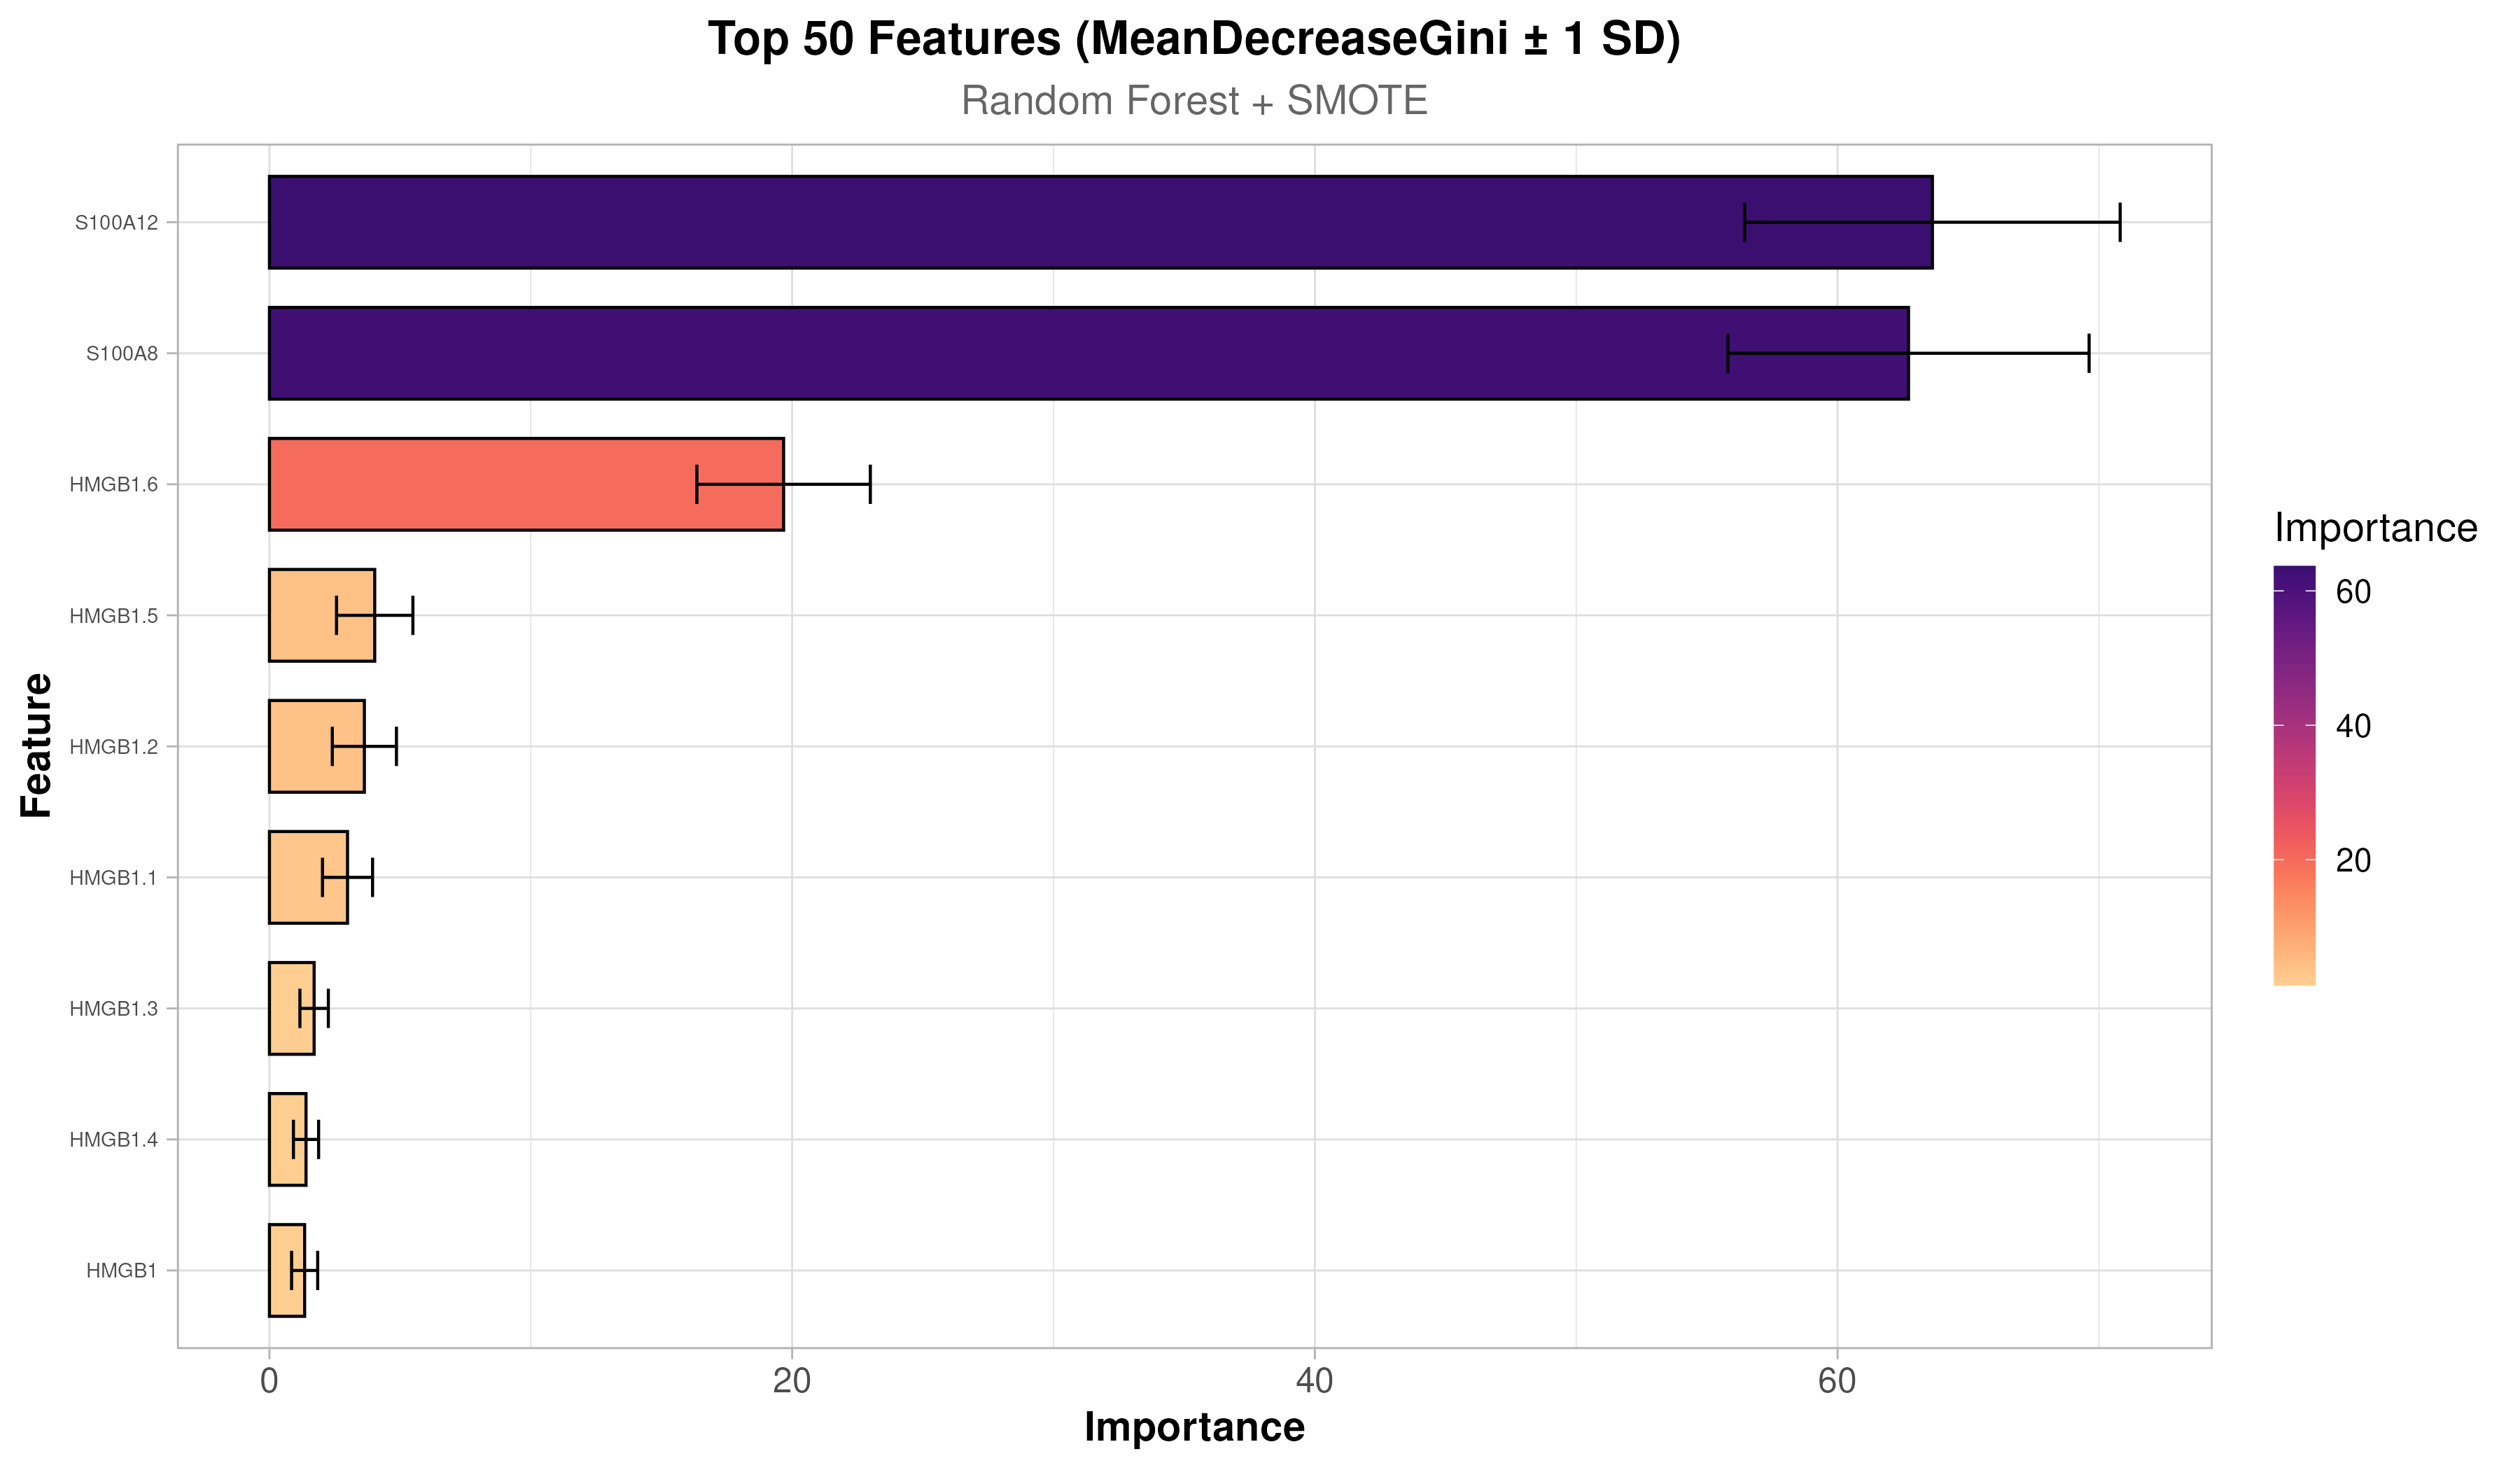 Top 50 Features (MeanDecreaseGini ± 1 SD)
Random Forest + SMOTE
Feature
S100A12
S100A8
HMGB1.6
HMGB1.5
HMGB1.2
HMGB1.1
HMGB1.3
HMGB1.4
HMGB1
0 20 40 60
Importance
Importance
60
40
20